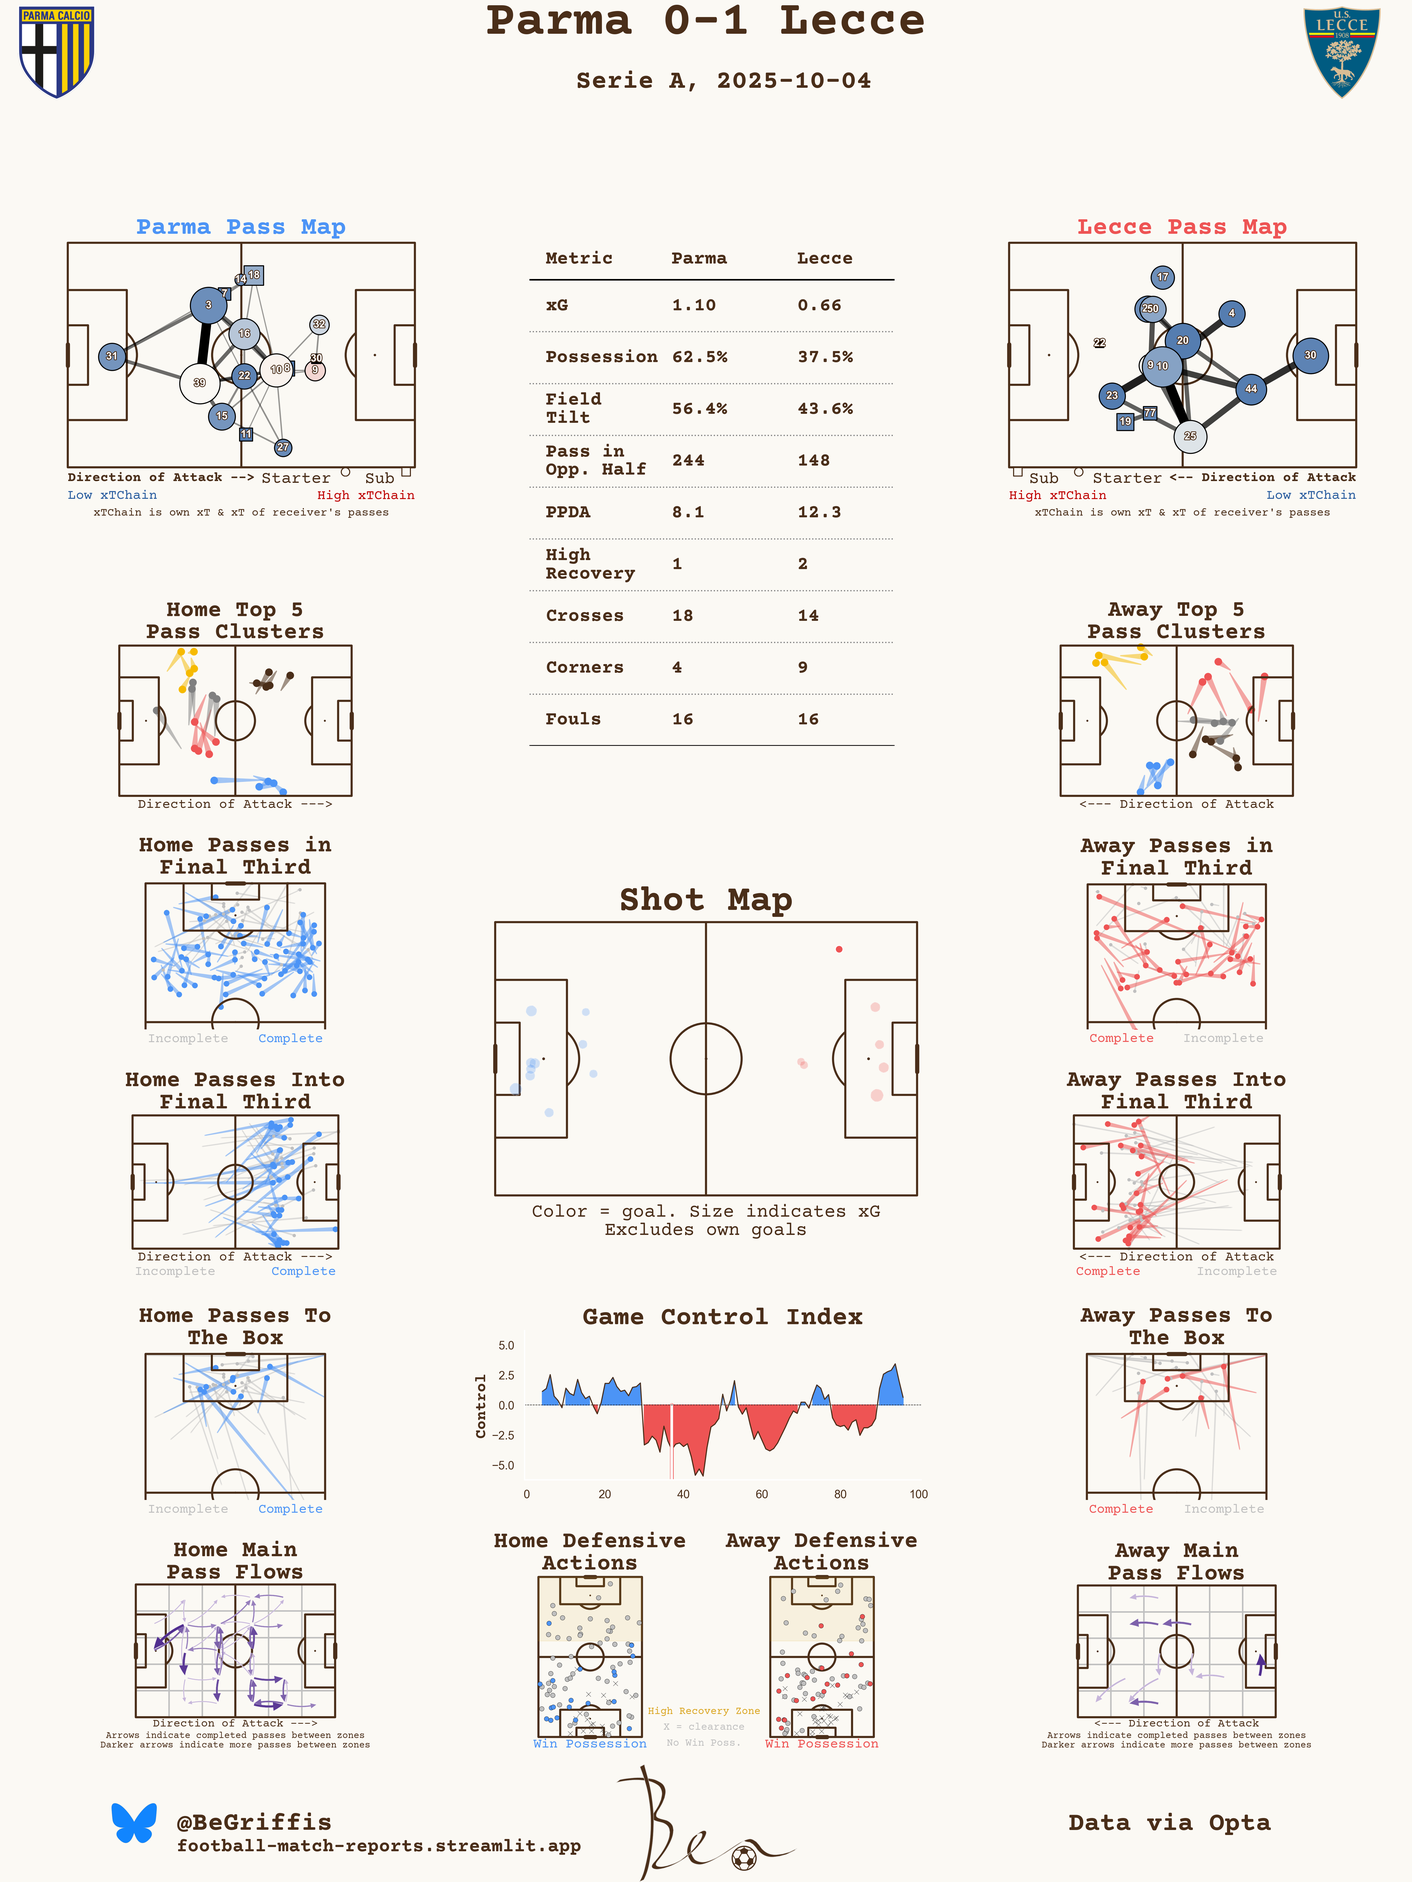 Parma 0-1 Lecce
Serie A, 2025-10-04
PARMA CALCIO
U.S.
LECCE
1908
Parma Pass Map
14 18
7
3
16
32
31
30
10 8 9
22
39
15
11
27
Direction of Attack --> Starter Sub
Low xTChain High xTChain
xTChain is own xT & xT of receiver's passes
Metric Parma Lecce
xG 1.10 0.66
Possession 62.5% 37.5%
Field
Tilt 56.4% 43.6%
Pass in
Opp. Half 244 148
PPDA 8.1 12.3
High
Recovery 1 2
Crosses 18 14
Corners 4 9
Fouls 16 16
Lecce Pass Map
17
250
4
22
20
30
9 10
23
44
19 77
25
Sub Starter <-- Direction of Attack
High xTChain Low xTChain
xTChain is own xT & xT of receiver's passes
Home Top 5
Pass Clusters
Direction of Attack --->
Away Top 5
Pass Clusters
<--- Direction of Attack
Home Passes in
Final Third
Incomplete Complete
Away Passes in
Final Third
Complete Incomplete
Shot Map
Color = goal. Size indicates xG
Excludes own goals
Home Passes Into
Final Third
Direction of Attack --->
Incomplete Complete
Away Passes Into
Final Third
<--- Direction of Attack
Complete Incomplete
Home Passes To
The Box
Incomplete Complete
Game Control Index
Control
5.0
2.5
0.0
−2.5
−5.0
0 20 40 60 80 100
Away Passes To
The Box
Complete Incomplete
Home Main
Pass Flows
Direction of Attack --->
Arrows indicate completed passes between zones
Darker arrows indicate more passes between zones
Home Defensive
Actions
Win Possession
Away Defensive
Actions
Win Possession
High Recovery Zone
X = clearance
No Win Poss.
Away Main
Pass Flows
<--- Direction of Attack
Arrows indicate completed passes between zones
Darker arrows indicate more passes between zones
@BeGriffis
football-match-reports.streamlit.app
Ben
Data via Opta